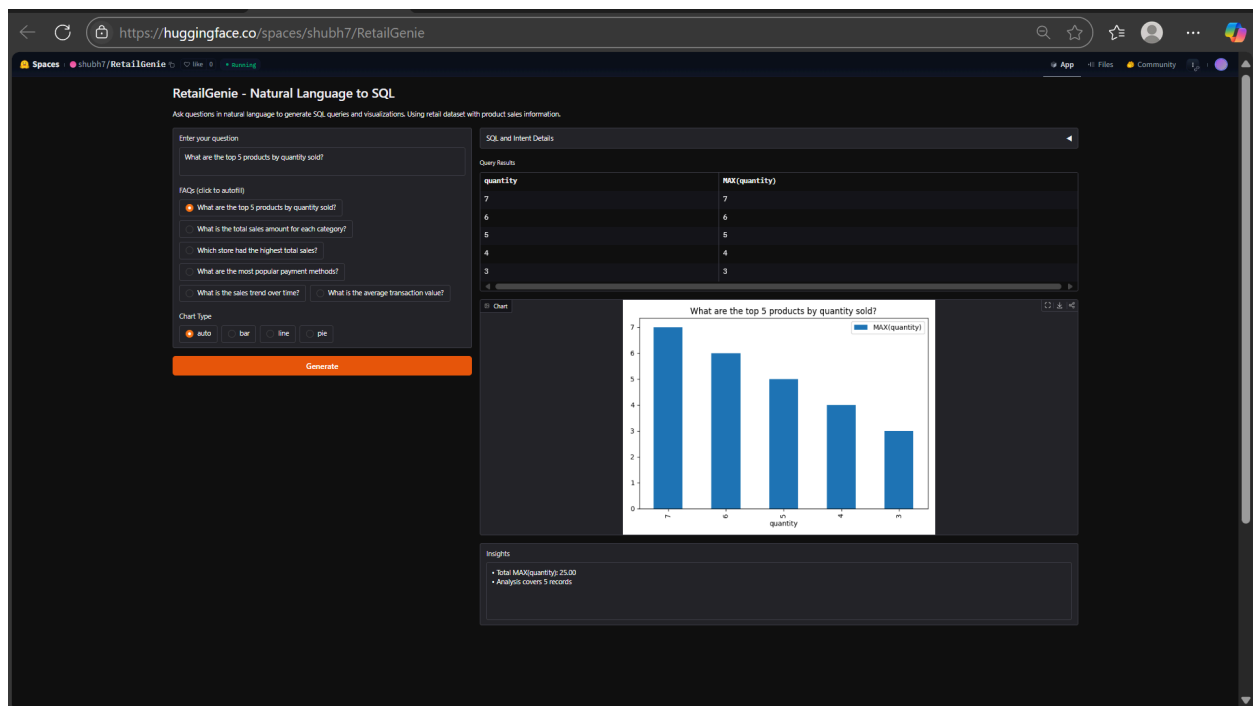 https://huggingface.co/spaces/shubh7/RetailGenie
Spaces shubh7/RetailGenie like 0 Running
App Files Community
RetailGenie - Natural Language to SQL
Ask questions in natural language to generate SQL queries and visualizations. Using retail dataset with product sales information.
Enter your question
What are the top 5 products by quantity sold?
FAQs (click to autofill)
What are the top 5 products by quantity sold?
What is the total sales amount for each category?
Which store had the highest total sales?
What are the most popular payment methods?
What is the sales trend over time? What is the average transaction value?
Chart Type
auto bar line pie
Generate
SQL and Intent Details
Query Results
quantity MAX(quantity)
7 7
6 6
5 5
4 4
3 3
Chart
What are the top 5 products by quantity sold?
MAX(quantity)
7
6
5
4
3
2
1
0
7 6 5 4 3
quantity
Insights
• Total MAX(quantity): 25.00
• Analysis covers 5 records